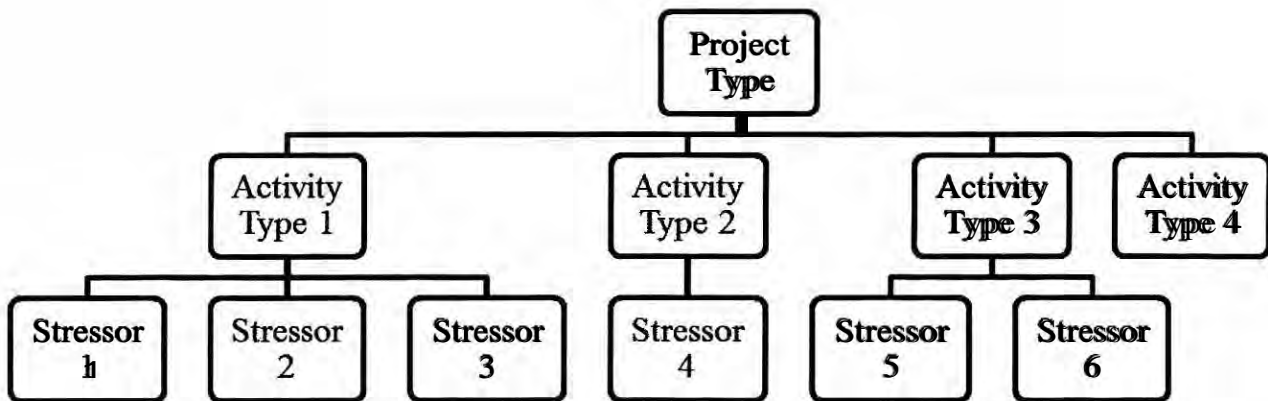 Project
Type
Activity
Type 1
Activity
Type 2
Activity
Type 3
Activity
Type 4
Stressor
1
Stressor
2
Stressor
3
Stressor
4
Stressor
5
Stressor
6